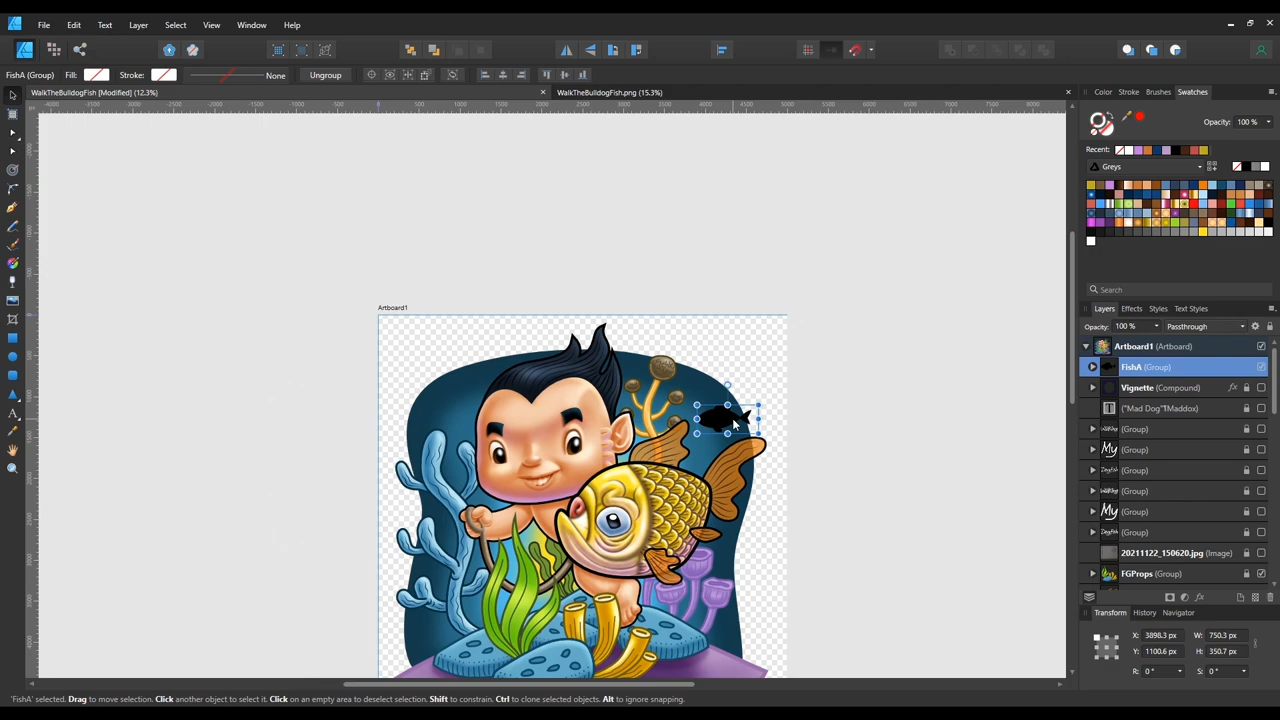 File Edit Text Layer Select View Window Help
FishA (Group) Fill: Stroke: None Ungroup
WalkTheBulldogFish [Modified] (12.3%) WalkTheBulldogFish.png (15.3%)
Color Stroke Brushes Swatches
Opacity: 100 %
Recent:
Greys
Search
Layers Effects Styles Text Styles
Opacity: 100 % Passthrough
Artboard1 (Artboard)
FishA (Group)
Vignette (Compound)
("Mad Dog"¶Maddox)
(Group)
My (Group)
(Group)
(Group)
My (Group)
(Group)
20211122_150620.jpg (Image)
FGProps (Group)
Transform History Navigator
X: 3898.3 px W: 750.3 px
Y: 1100.6 px H: 350.7 px
R: 0 ° S: 0 °
Artboard1
'FishA' selected. Drag to move selection. Click another object to select it. Click on an empty area to deselect selection. Shift to constrain. Ctrl to clone selected objects. Alt to ignore snapping.